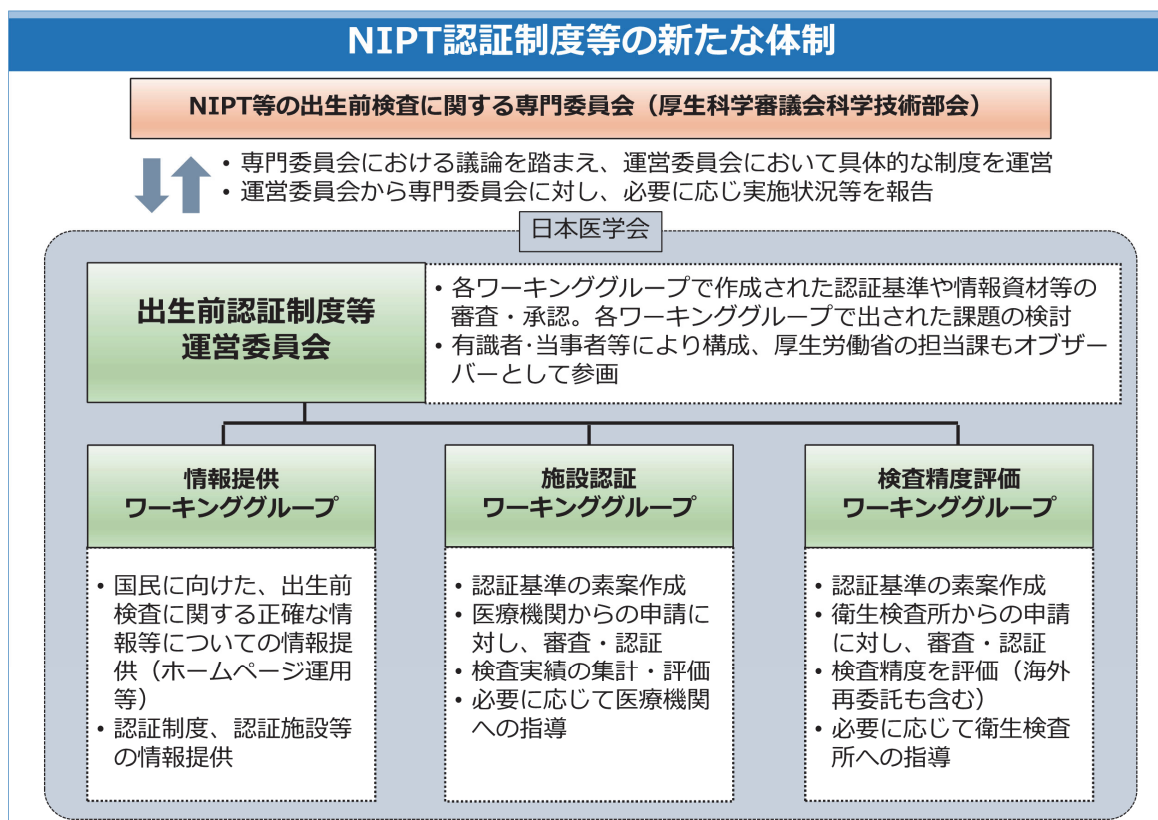 NIPT認証制度等の新たな体制
NIPT等の出生前検査に関する専門委員会（厚生科学審議会科学技術部会）
• 専門委員会における議論を踏まえ、運営委員会において具体的な制度を運営
• 運営委員会から専門委員会に対し、必要に応じ実施状況等を報告
日本医学会
出生前認証制度等
運営委員会
• 各ワーキンググループで作成された認証基準や情報資材等の
審査・承認。各ワーキンググループで出された課題の検討
• 有識者･当事者等により構成、厚生労働省の担当課もオブザー
バーとして参画
情報提供
ワーキンググループ
• 国民に向けた、出生前
検査に関する正確な情
報等についての情報提
供（ホームページ運用
等）
• 認証制度、認証施設等
の情報提供
施設認証
ワーキンググループ
• 認証基準の素案作成
• 医療機関からの申請に
対し、審査・認証
• 検査実績の集計・評価
• 必要に応じて医療機関
への指導
検査精度評価
ワーキンググループ
• 認証基準の素案作成
• 衛生検査所からの申請
に対し、審査・認証
• 検査精度を評価（海外
再委託も含む）
• 必要に応じて衛生検査
所への指導